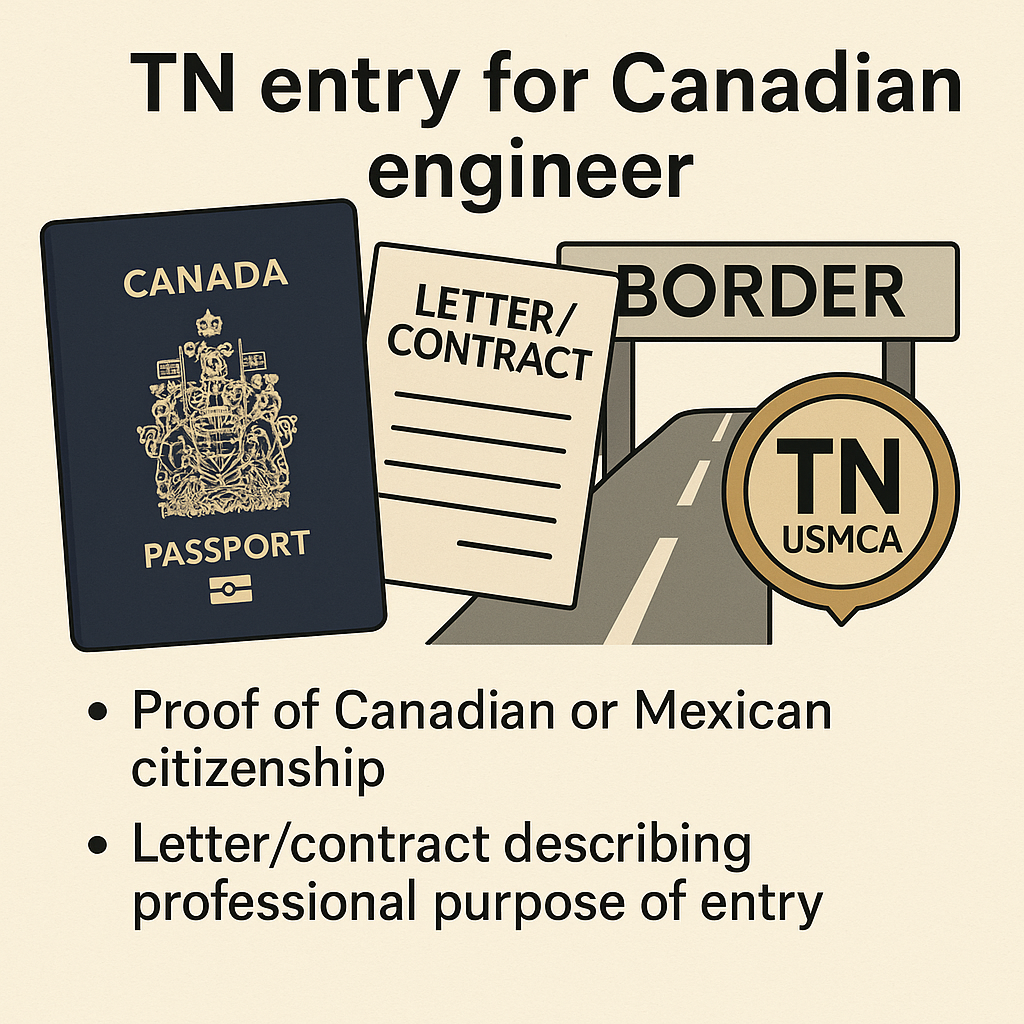 TN entry for Canadian
engineer
CANADA
PASSPORT
LETTER/
CONTRACT
BORDER
TN
USMCA
• Proof of Canadian or Mexican
citizenship
• Letter/contract describing
professional purpose of entry